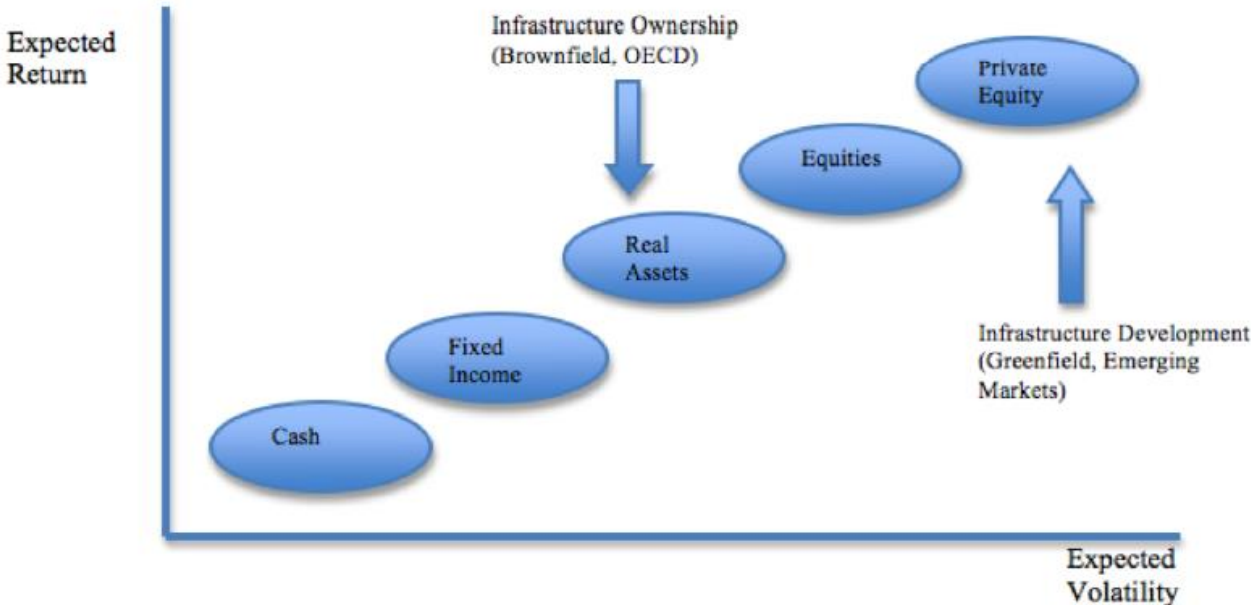 Expected
Return
Infrastructure Ownership
(Brownfield, OECD)
Private
Equity
Equities
Real
Assets
Fixed
Income
Cash
Infrastructure Development
(Greenfield, Emerging
Markets)
Expected
Volatility